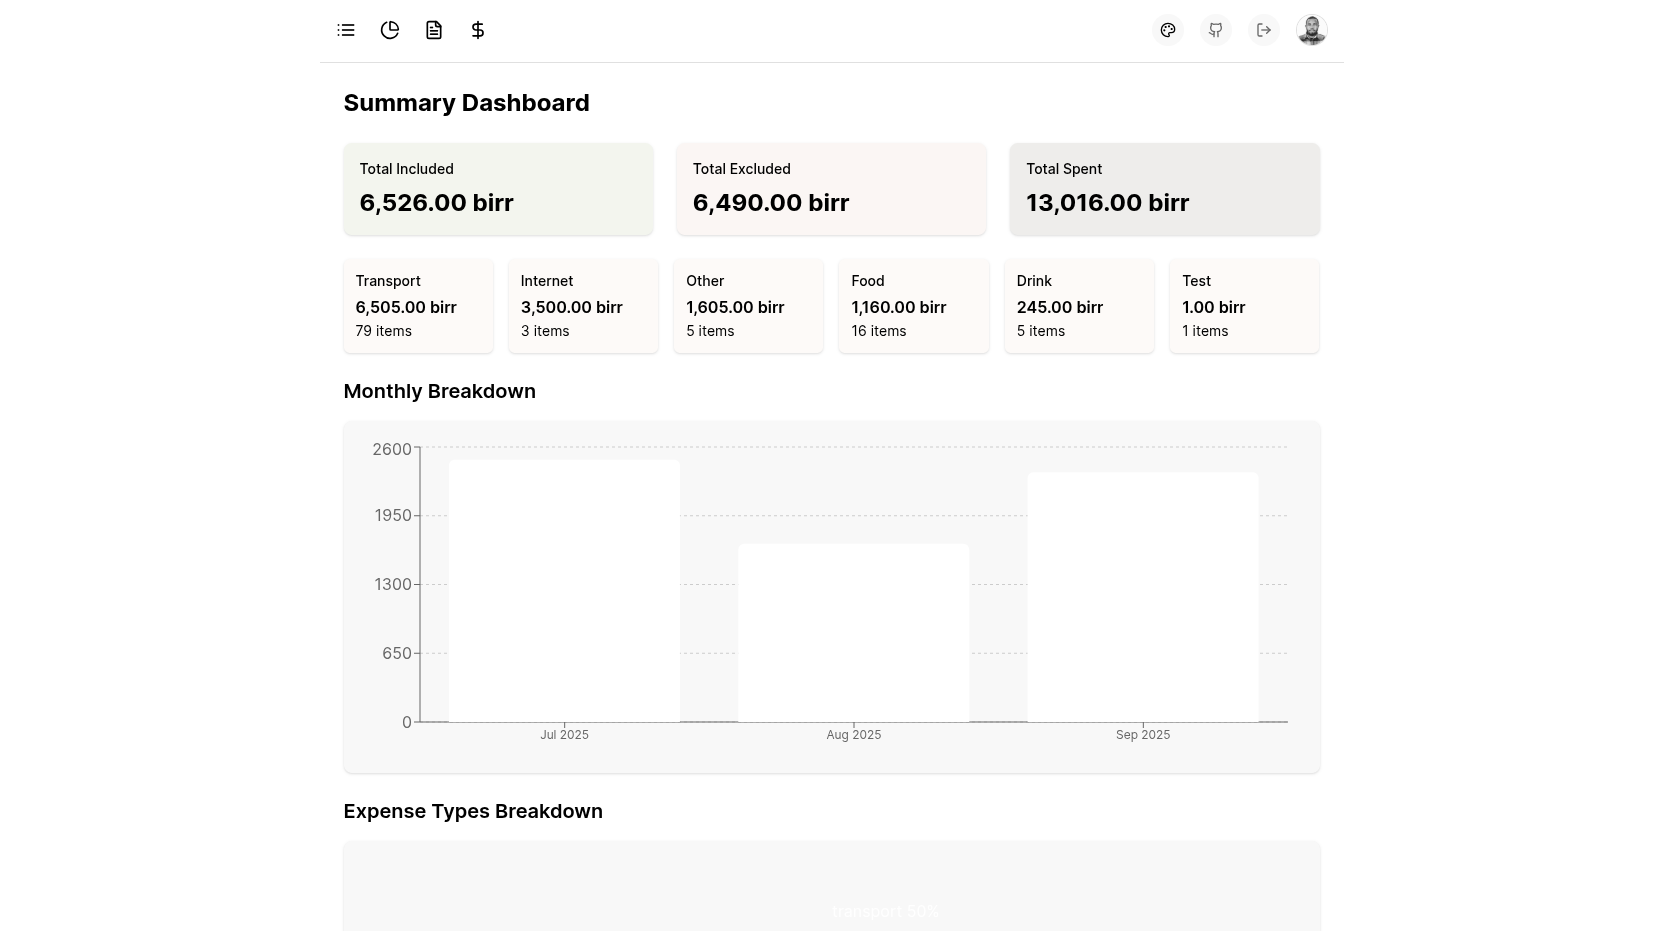 Summary Dashboard
Total Included
6,526.00 birr
Total Excluded
6,490.00 birr
Total Spent
13,016.00 birr
Transport
6,505.00 birr
79 items
Internet
3,500.00 birr
3 items
Other
1,605.00 birr
5 items
Food
1,160.00 birr
16 items
Drink
245.00 birr
5 items
Test
1.00 birr
1 items
Monthly Breakdown
2600
1950
1300
650
0
Jul 2025
Aug 2025
Sep 2025
Expense Types Breakdown
transport 50%